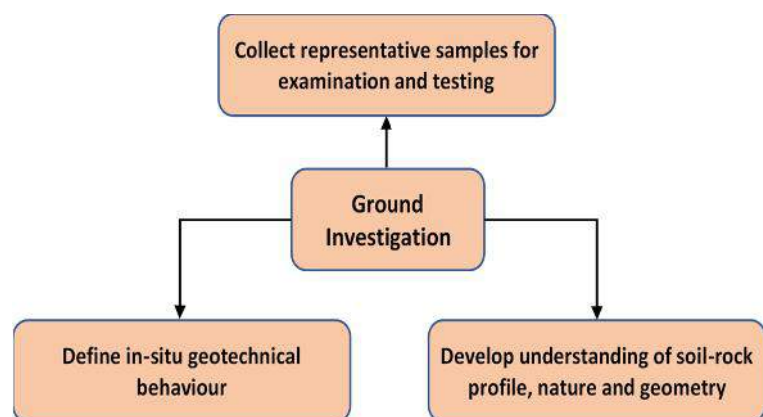 Collect representative samples for
examination and testing
Ground
Investigation
Define in-situ geotechnical
behaviour
Develop understanding of soil-rock
profile, nature and geometry